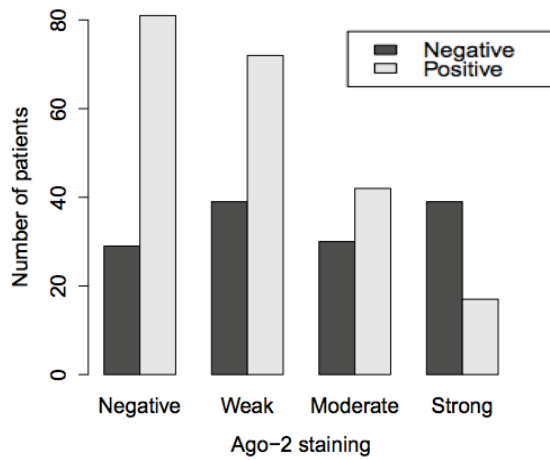 80
60
40
20
0
Number of patients
Negative
Positive
Negative Weak Moderate Strong
Ago-2 staining